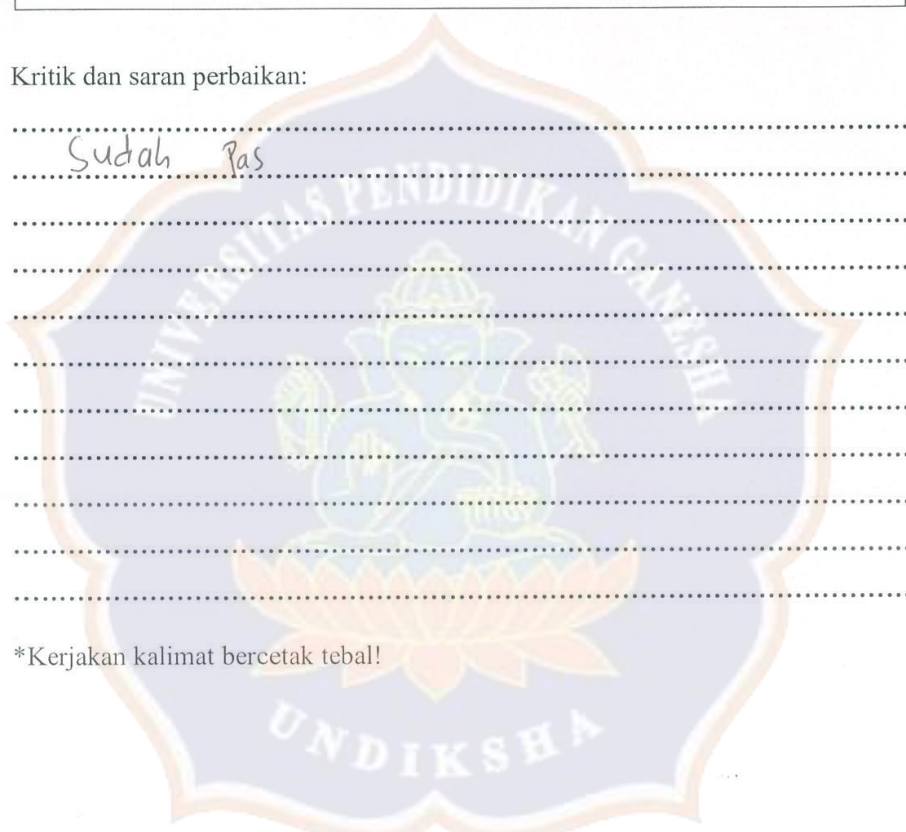 Kritik dan saran perbaikan:
Sudah Pas
UNIVERSITAS PENDIDIKAN GANESHA
*Kerjakan kalimat bercetak tebal!
UNDIKSHA